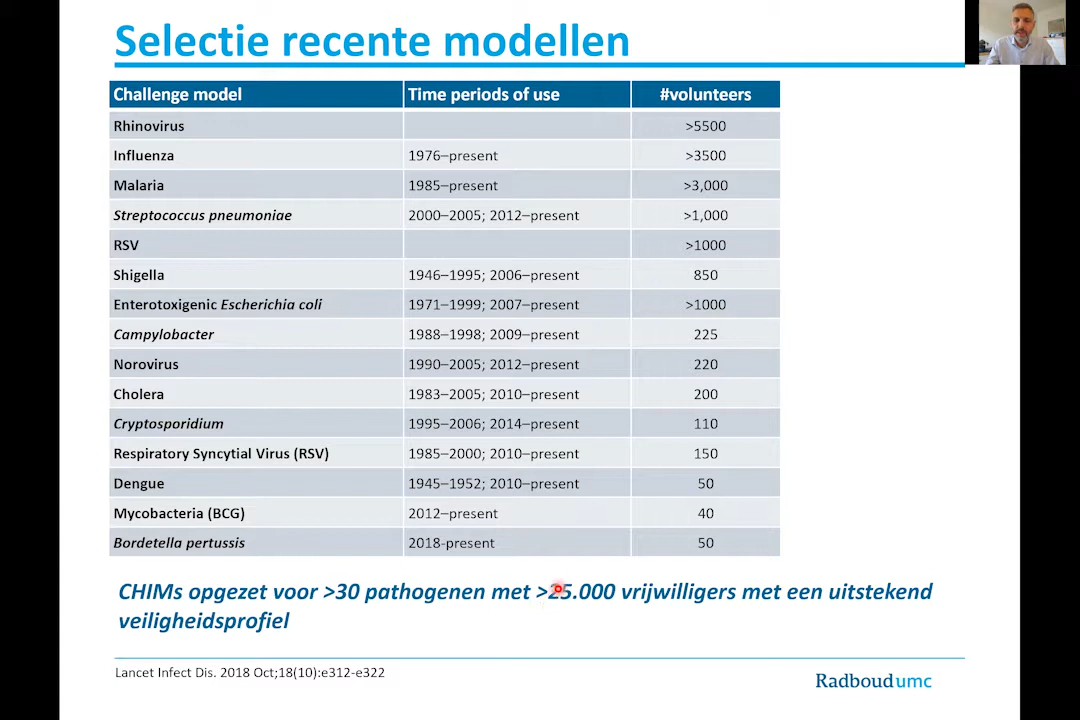 Selectie recente modellen
Challenge model Time periods of use #volunteers
Rhinovirus >5500
Influenza 1976–present >3500
Malaria 1985–present >3,000
Streptococcus pneumoniae 2000–2005; 2012–present >1,000
RSV >1000
Shigella 1946–1995; 2006–present 850
Enterotoxigenic Escherichia coli 1971–1999; 2007–present >1000
Campylobacter 1988–1998; 2009–present 225
Norovirus 1990–2005; 2012–present 220
Cholera 1983–2005; 2010–present 200
Cryptosporidium 1995–2006; 2014–present 110
Respiratory Syncytial Virus (RSV) 1985–2000; 2010–present 150
Dengue 1945–1952; 2010–present 50
Mycobacteria (BCG) 2012–present 40
Bordetella pertussis 2018-present 50
CHIMs opgezet voor >30 pathogenen met >25.000 vrijwilligers met een uitstekend
veiligheidsprofiel
Lancet Infect Dis. 2018 Oct;18(10):e312-e322
Radboudumc